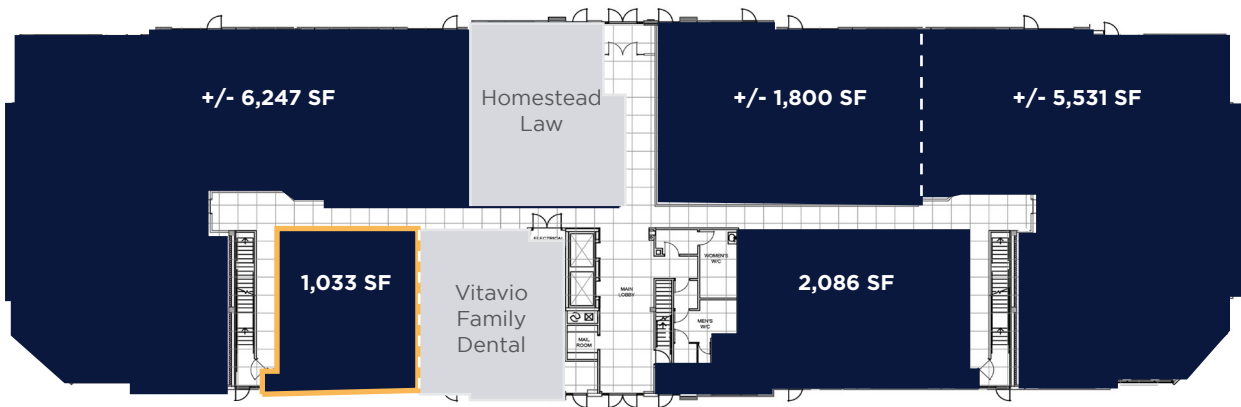 +/- 6,247 SF
Homestead
Law
+/- 1,800 SF
+/- 5,531 SF
ELECTRICAL
1,033 SF
Vitavio
Family
Dental
MAIN
LOBBY
MAIL
ROOM
WOMEN'S
W/C
MEN'S
W/C
2,086 SF